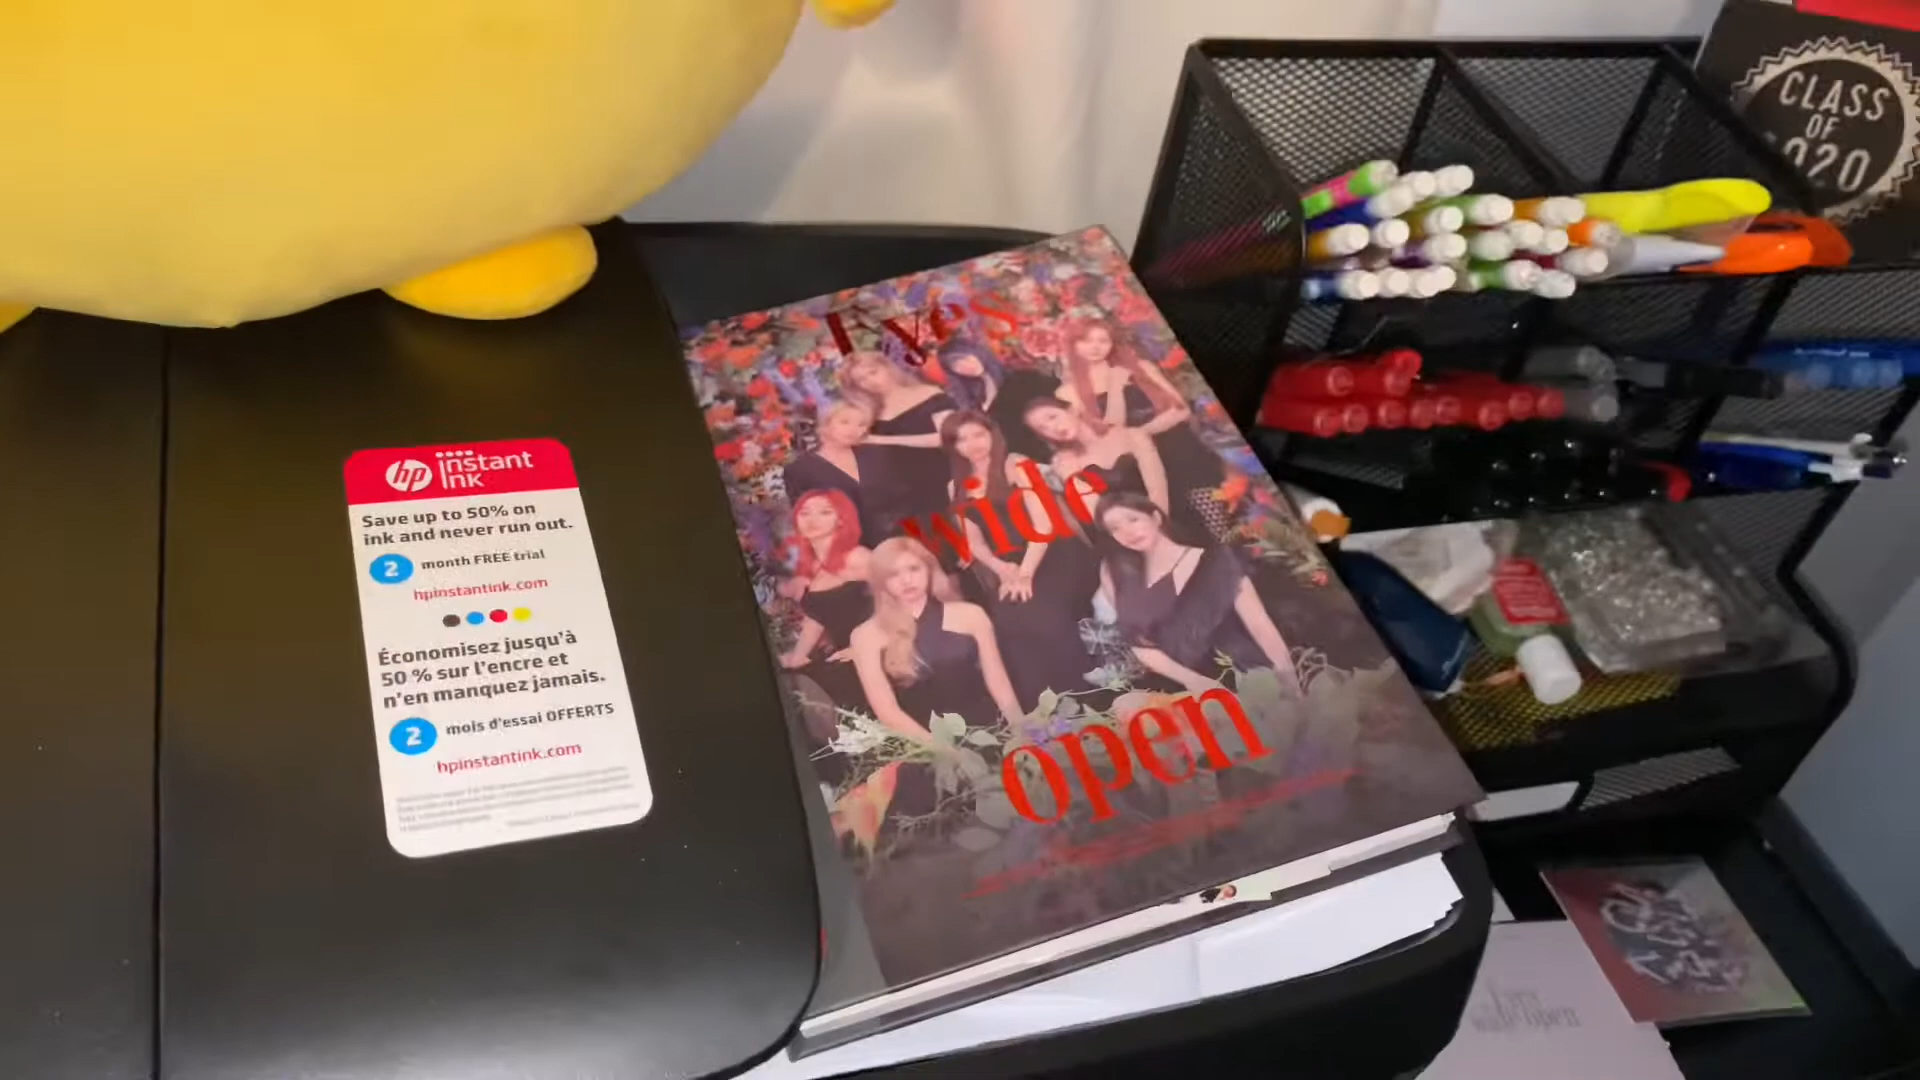 hp instant
ink
Save up to 50% on
ink and never run out.
2 month FREE trial
hpinstantink.com
Économisez jusqu'à
50 % sur l'encre et
n'en manquez jamais.
2 mois d'essai OFFERTS
hpinstantink.com
Eyes
wide
open
CLASS
OF
2020
wide open